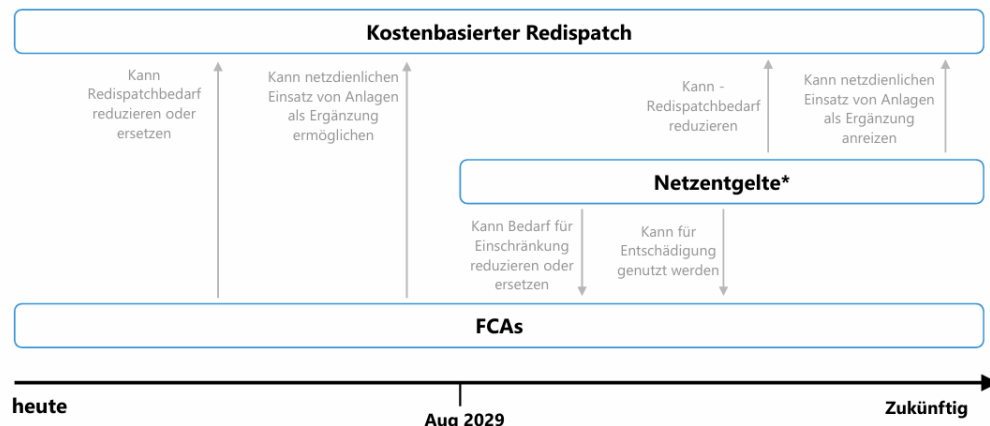 Kostenbasierter Redispatch
Kann
Redispatchbedarf
reduzieren oder
ersetzen
Kann netzdienlichen
Einsatz von Anlagen
als Ergänzung
ermöglichen
Kann -
Redispatchbedarf
reduzieren
Kann netzdienlichen
Einsatz von Anlagen
als Ergänzung
anreizen
Netzentgelte*
Kann Bedarf für
Einschränkung
reduzieren oder
ersetzen
Kann für
Entschädigung
genutzt werden
FCAs
heute
Aug 2029
Zukünftig